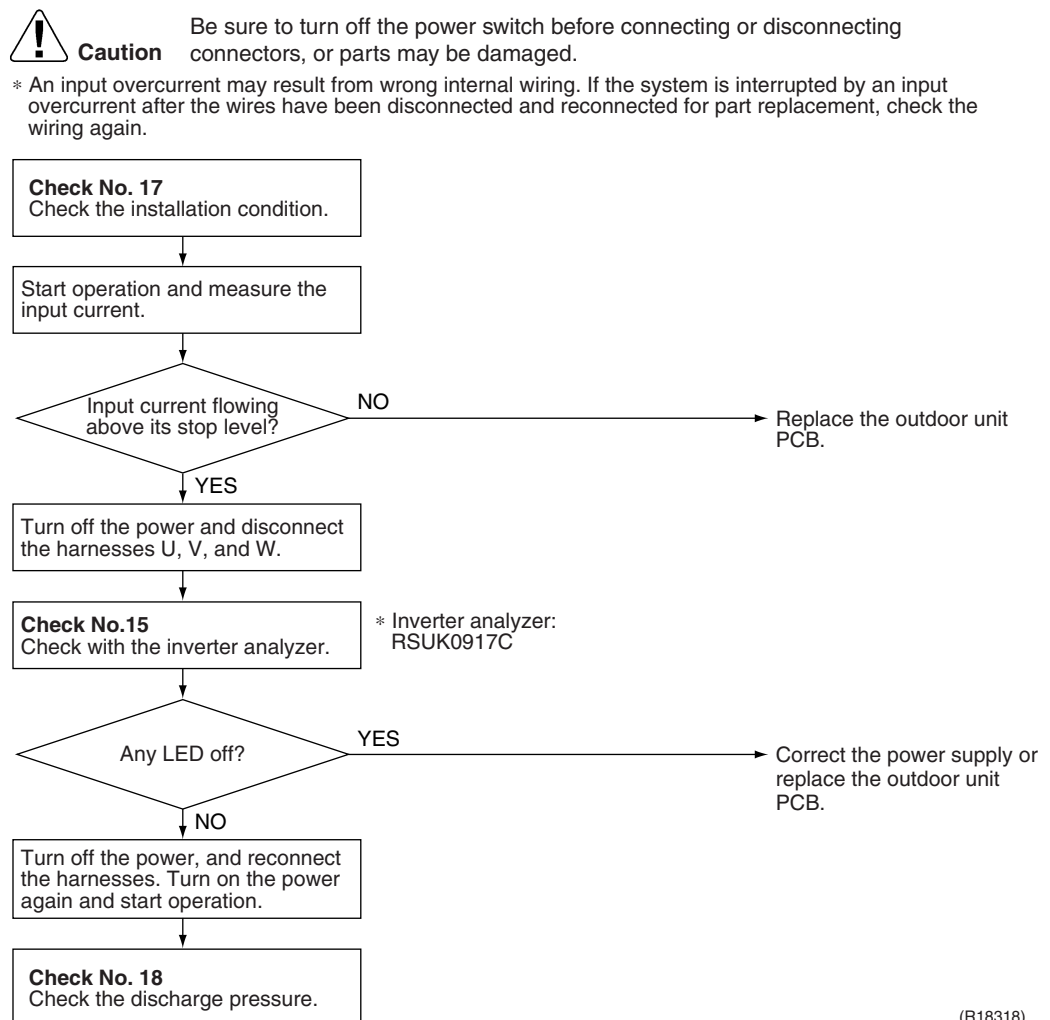 Be sure to turn off the power switch before connecting or disconnecting
Caution connectors, or parts may be damaged.
* An input overcurrent may result from wrong internal wiring. If the system is interrupted by an input
overcurrent after the wires have been disconnected and reconnected for part replacement, check the
wiring again.
Check No. 17
Check the installation condition.
Start operation and measure the
input current.
Input current flowing
above its stop level?
NO
Replace the outdoor unit
PCB.
YES
Turn off the power and disconnect
the harnesses U, V, and W.
Check No.15
Check with the inverter analyzer.
* Inverter analyzer:
RSUK0917C
Any LED off?
YES
Correct the power supply or
replace the outdoor unit
PCB.
NO
Turn off the power, and reconnect
the harnesses. Turn on the power
again and start operation.
Check No. 18
Check the discharge pressure.
(R18318)